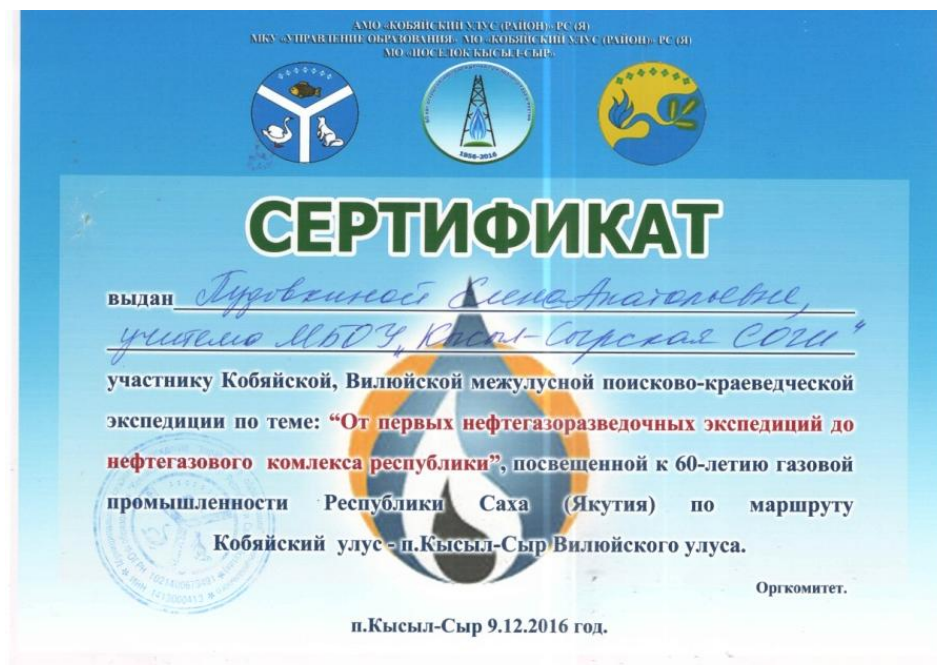 АМО «КОБЯЙСКИЙ УЛУС (РАЙОН)» РС (Я)
МКУ «УПРАВЛЕНИЕ ОБРАЗОВАНИЯ» МО «КОБЯЙСКИЙ УЛУС (РАЙОН)» РС (Я)
МО «ПОСЕЛОК КЫСЫЛ-СЫР»
1956-2016
СЕРТИФИКАТ
выдан Пудовкиной Елене Анатольевне,
учителю МБОУ „Кысыл-Сырская СОШ"
участнику Кобяйской, Вилюйской межулусной поисково-краеведческой
экспедиции по теме: “От первых нефтегазоразведочных экспедиций до
нефтегазового комлекса республики”, посвещенной к 60-летию газовой
промышленности Республики Саха (Якутия) по маршруту
Кобяйский улус - п.Кысыл-Сыр Вилюйского улуса.
Оргкомитет.
п.Кысыл-Сыр 9.12.2016 год.